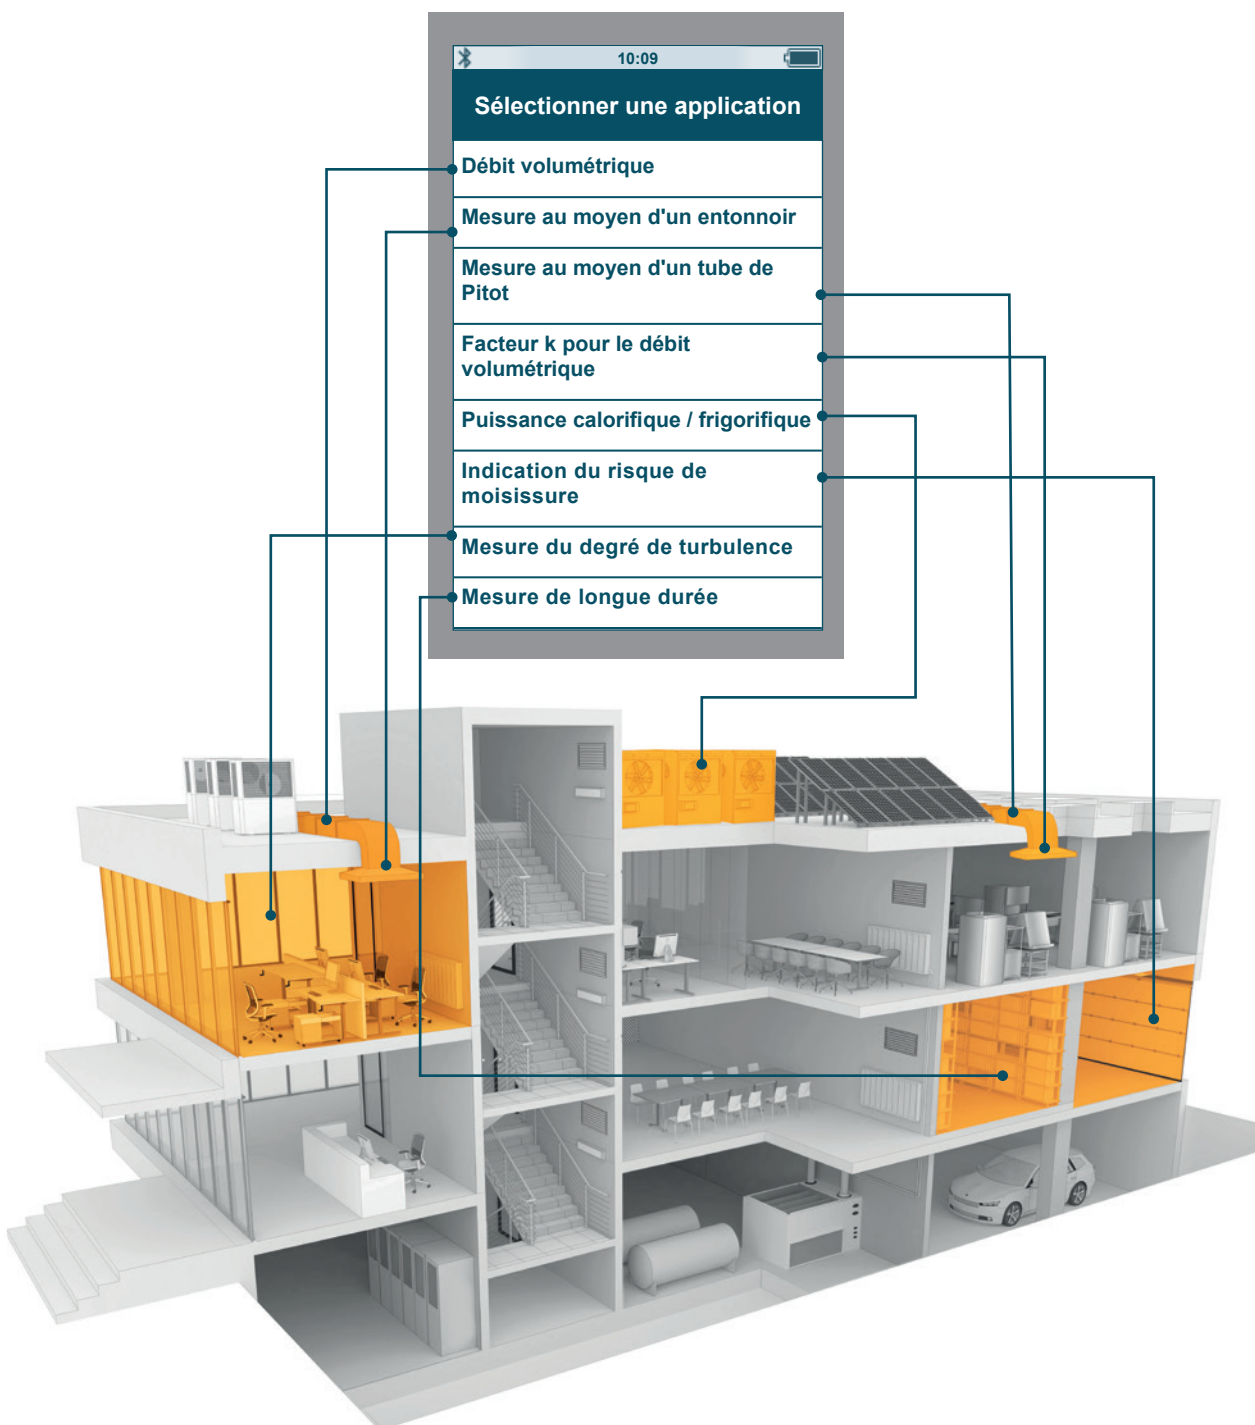 10:09
Sélectionner une application
Débit volumétrique
Mesure au moyen d'un entonnoir
Mesure au moyen d'un tube de
Pitot
Facteur k pour le débit
volumétrique
Puissance calorifique / frigorifique
Indication du risque de
moisissure
Mesure du degré de turbulence
Mesure de longue durée